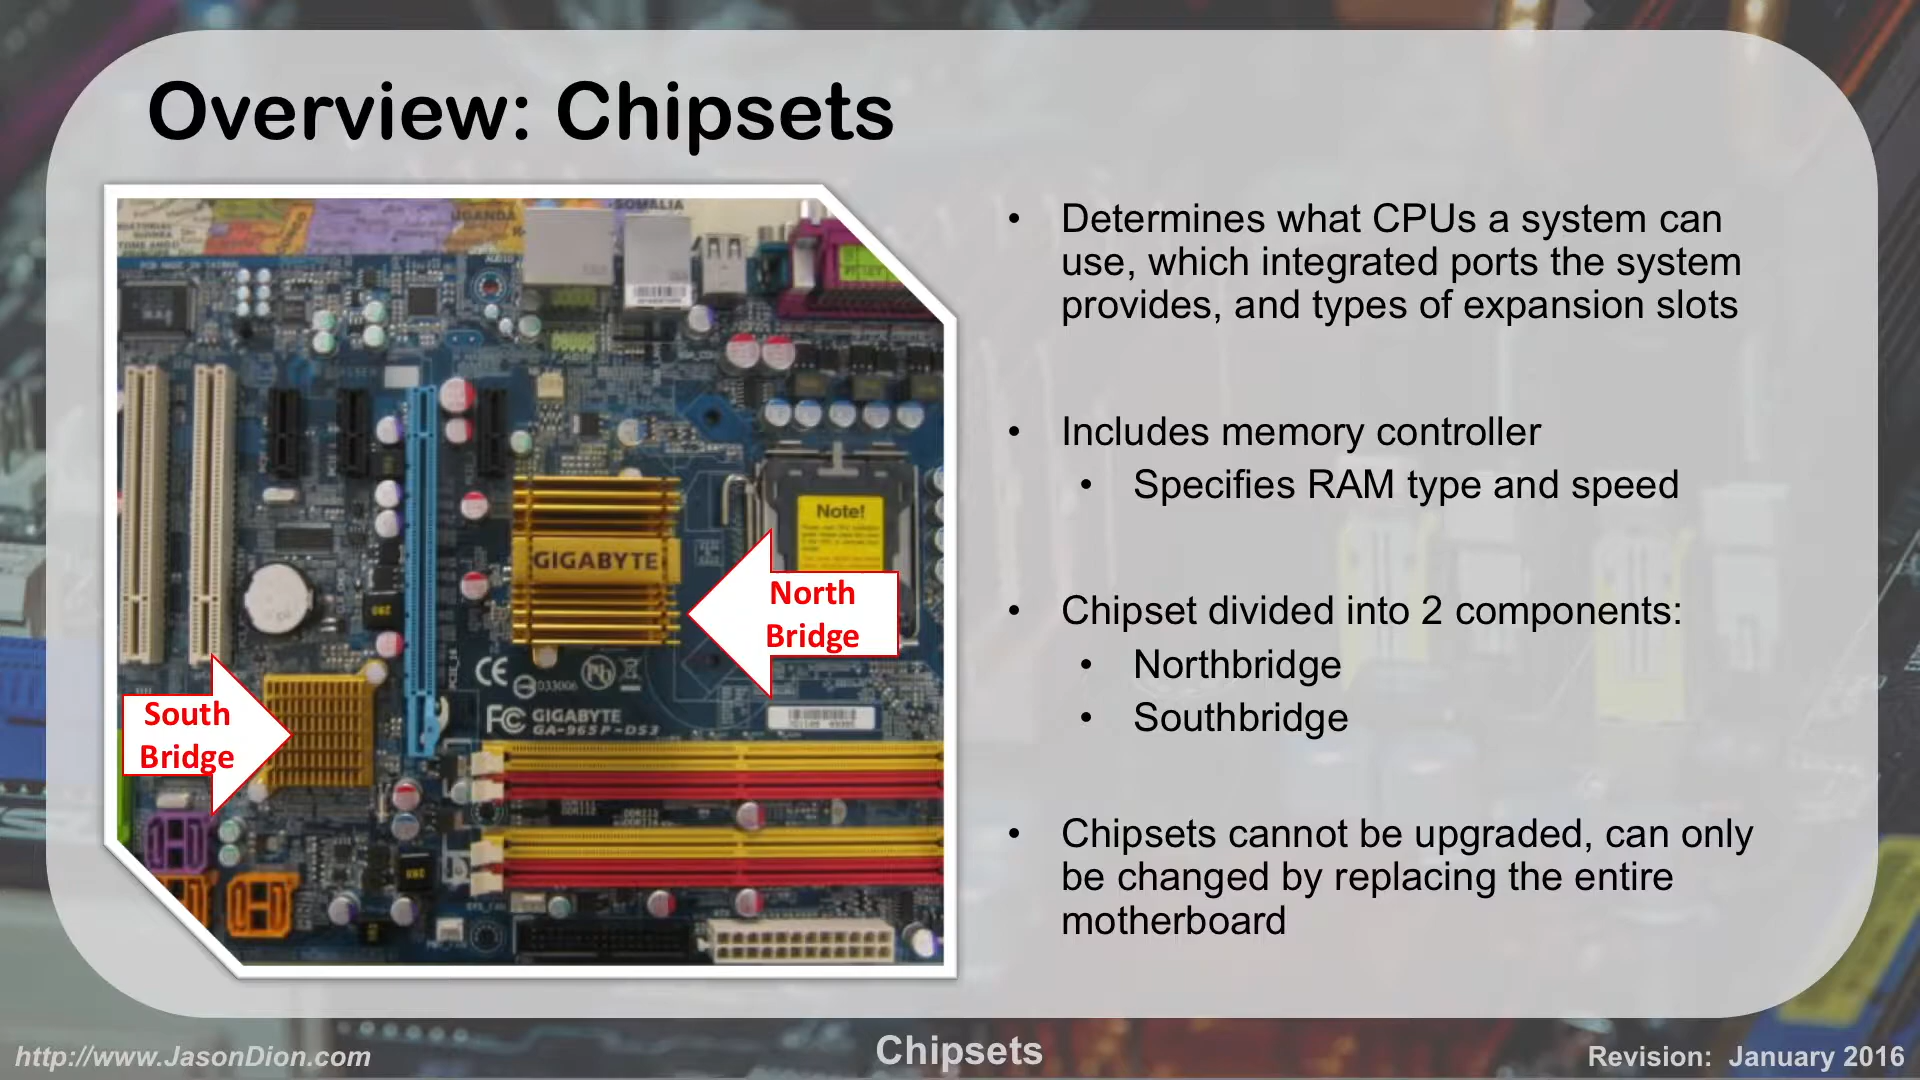 Overview: Chipsets
UGANDA
SOMALIA
Note!
GIGABYTE
North
Bridge
South
Bridge
GIGABYTE
GA-965P-DS3
• Determines what CPUs a system can
use, which integrated ports the system
provides, and types of expansion slots
• Includes memory controller
• Specifies RAM type and speed
• Chipset divided into 2 components:
• Northbridge
• Southbridge
• Chipsets cannot be upgraded, can only
be changed by replacing the entire
motherboard
http://www.JasonDion.com
Chipsets
Revision: January 2016